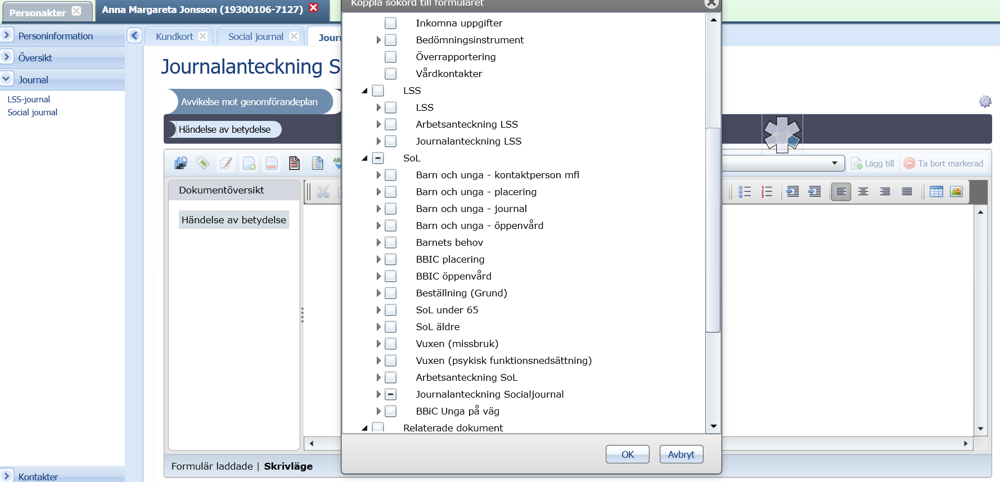 Personakter
Anna Margareta Jonsson (19300106-7127)
Koppla sökord till formuläret
Personinformation
Översikt
Journal
LSS-journal
Social journal
Kontakter
Kundkort
Social journal
Jour
Journalanteckning S
Avvikelse mot genomförandeplan
Händelse av betydelse
Lägg till
Ta bort markerad
Dokumentöversikt
Händelse av betydelse
Inkomna uppgifter
Bedömningsinstrument
Överrapportering
Vårdkontakter
LSS
LSS
Arbetsanteckning LSS
Journalanteckning LSS
SoL
Barn och unga - kontaktperson mfl
Barn och unga - placering
Barn och unga - journal
Barn och unga - öppenvård
Barnets behov
BBIC placering
BBIC öppenvård
Beställning (Grund)
SoL under 65
SoL äldre
Vuxen (missbruk)
Vuxen (psykisk funktionsnedsättning)
Arbetsanteckning SoL
Journalanteckning Socialjournal
BBiC Unga på väg
Relaterade dokument
OK
Avbryt
Formulär laddade | Skrivläge